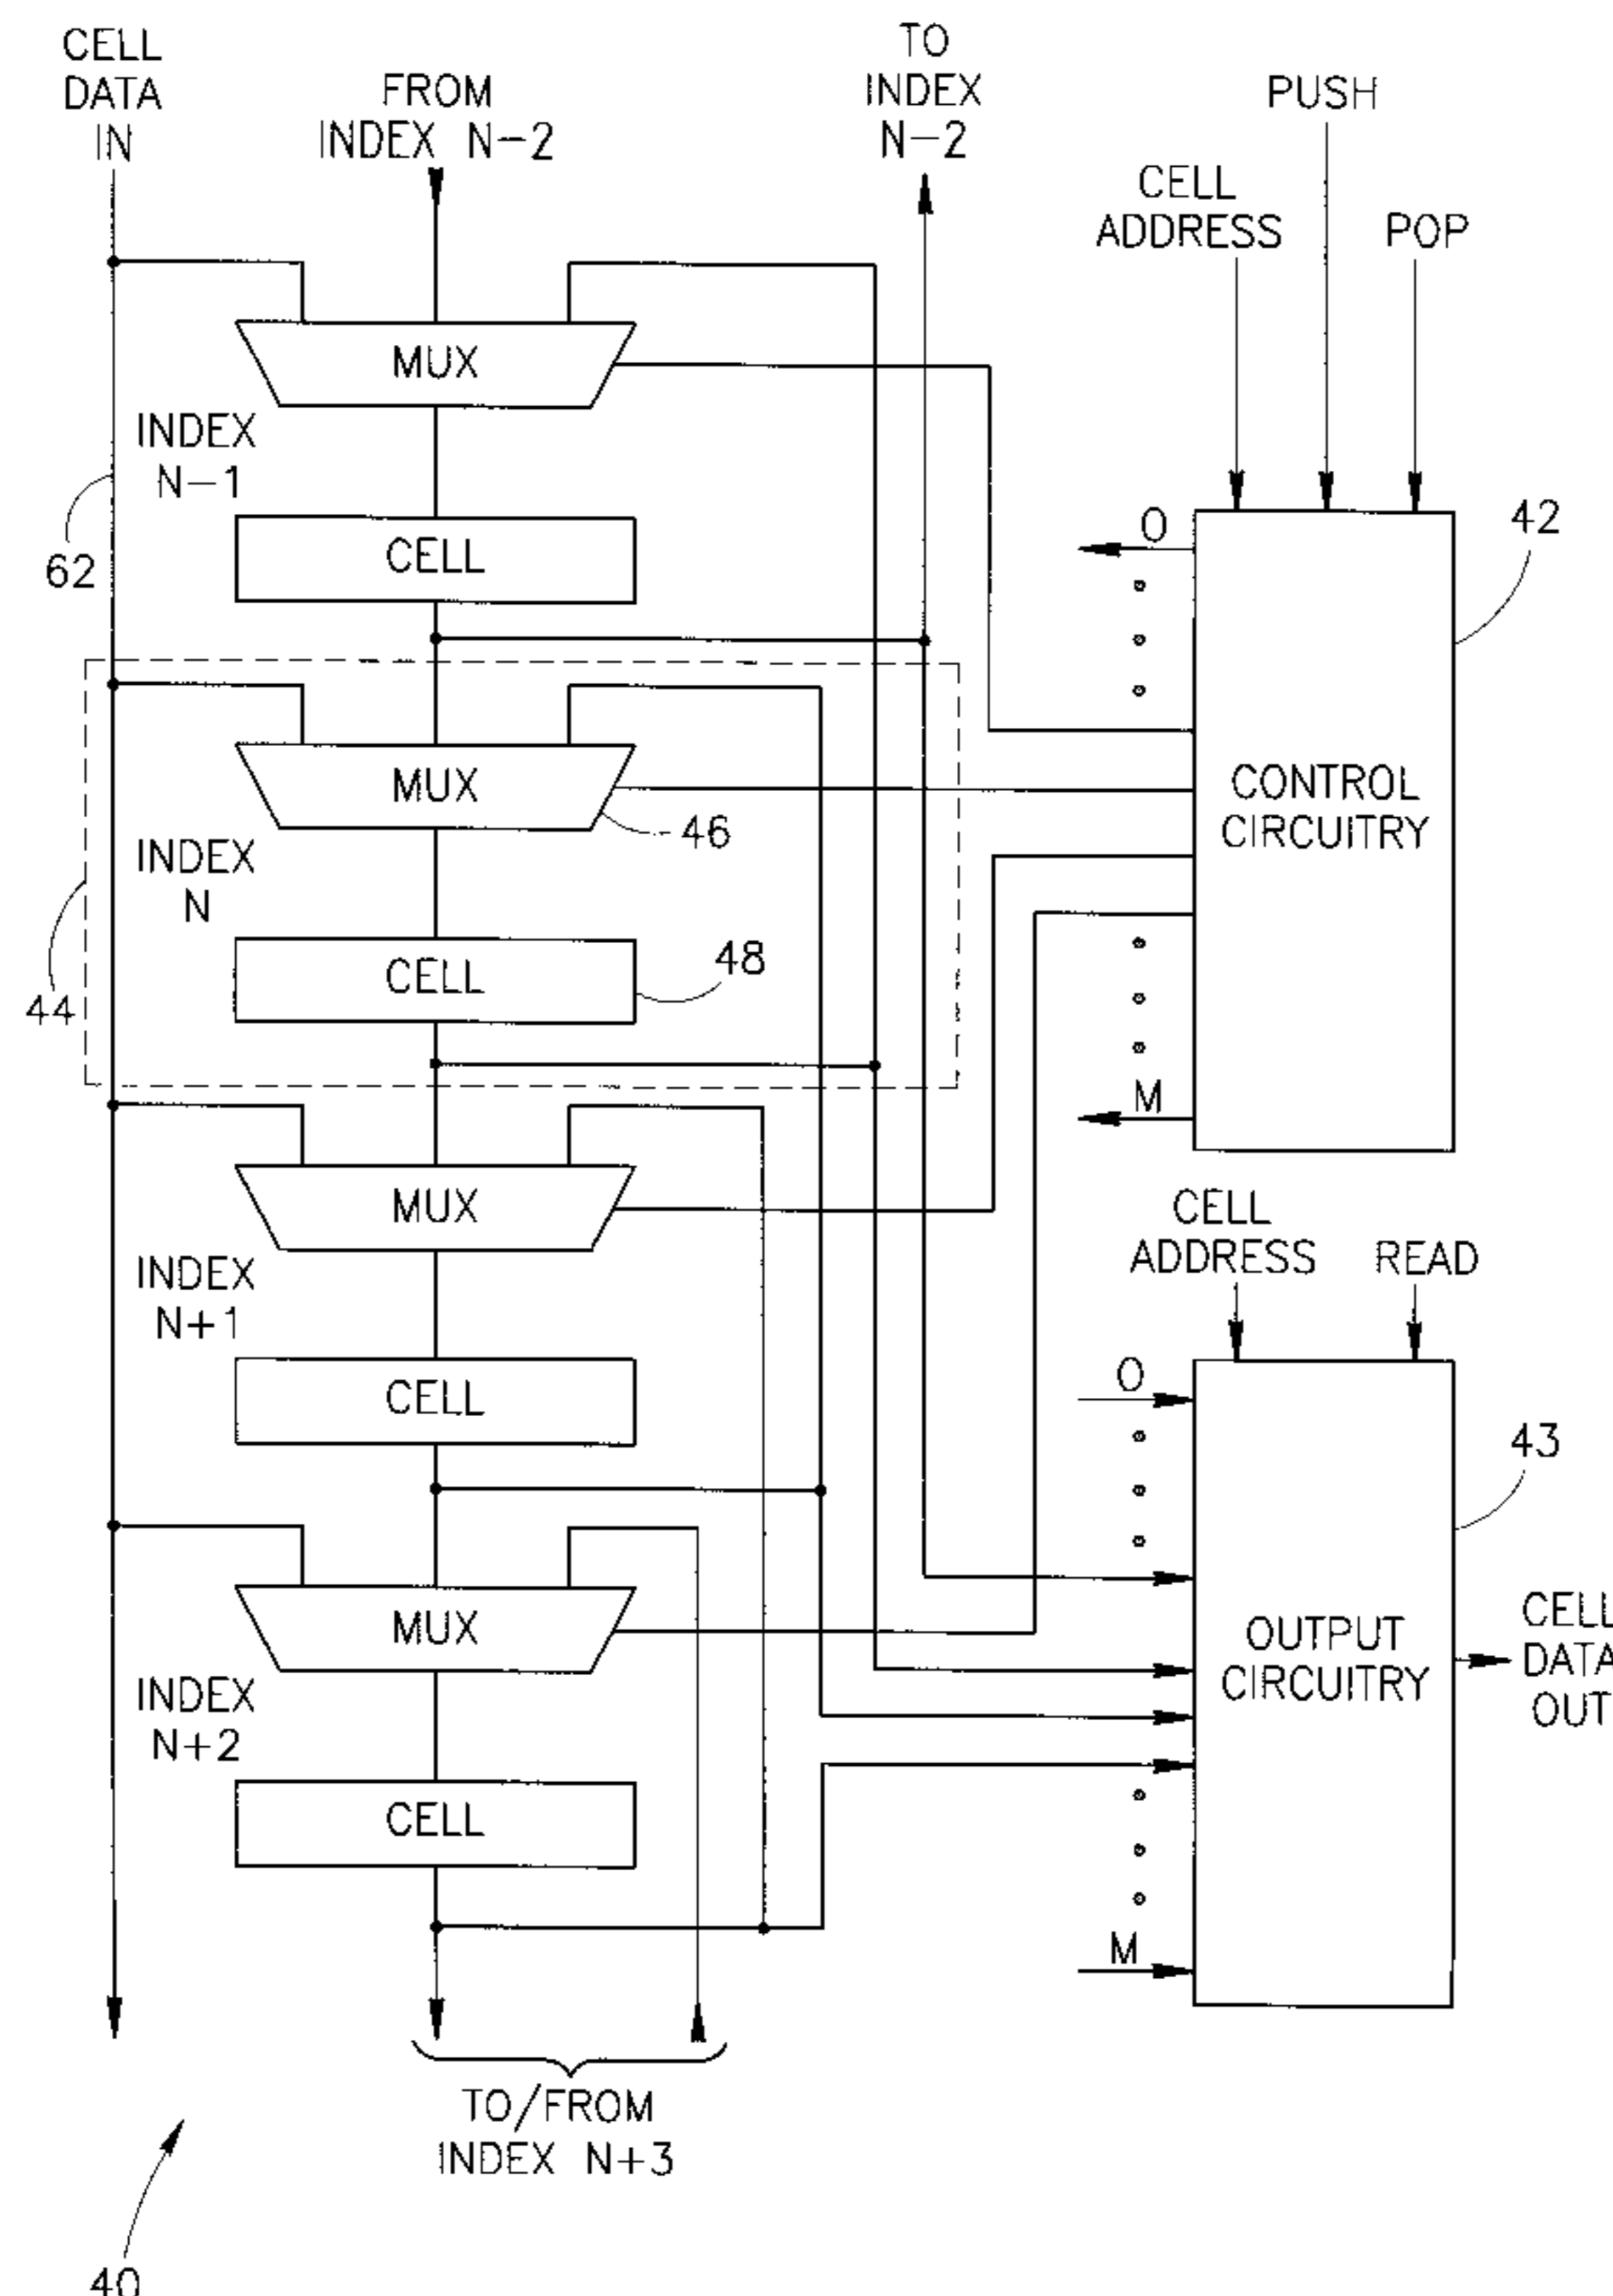 CELL
DATA
IN
FROM
INDEX N-2
TO
INDEX
N-2
PUSH
CELL
ADDRESS
POP
MUX
INDEX
N-1
62
CELL
O
42
MUX
46
INDEX
N
44
CELL
48
CONTROL
CIRCUITRY
M
MUX
INDEX
N+1
CELL
CELL
ADDRESS
READ
O
43
MUX
INDEX
N+2
CELL
OUTPUT
CIRCUITRY
CELL
DATA
OUT
M
TO/FROM
INDEX N+3
40